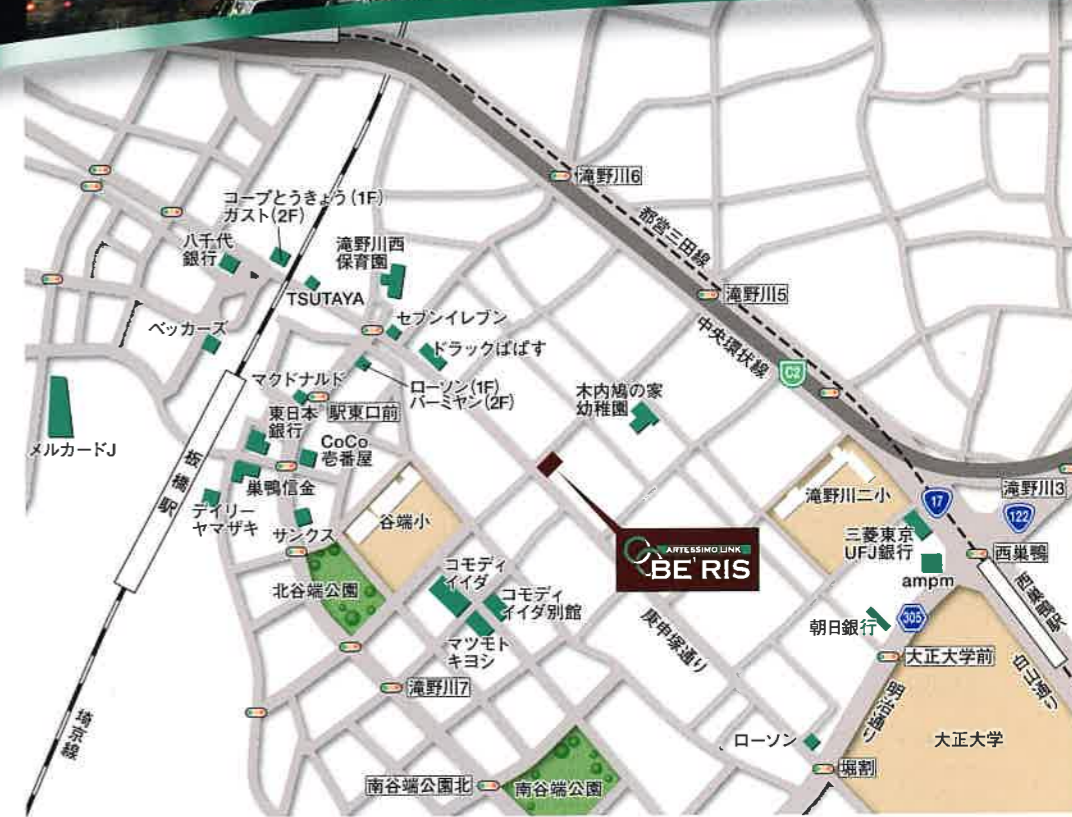 滝野川6
都営三田線
コープとうきょう(1F)
ガスト(2F)
八千代
銀行
滝野川西
保育園
TSUTAYA
セブンイレブン
滝野川5
ベッカーズ
ドラックぱぱす
中央環状線
C2
マクドナルド
ローソン(1F)
バーミヤン(2F)
木内鳩の家
幼稚園
東日本
銀行
駅東口前
メルカードJ
CoCo
壱番屋
板橋駅
巣鴨信金
デイリー
ヤマザキ
サンクス
谷端小
滝野川二小
17
滝野川3
122
三菱東京
UFJ銀行
西巣鴨
ARTESSIMO LINK
BE'RIS
ampm
西巣鴨駅
北谷端公園
コモディ
イイダ
コモディ
イイダ別館
マツモト
キヨシ
庚申塚通り
朝日銀行
305
大正大学前
白山通り
滝野川7
明治通り
埼京線
ローソン
大正大学
堀割
南谷端公園北
南谷端公園